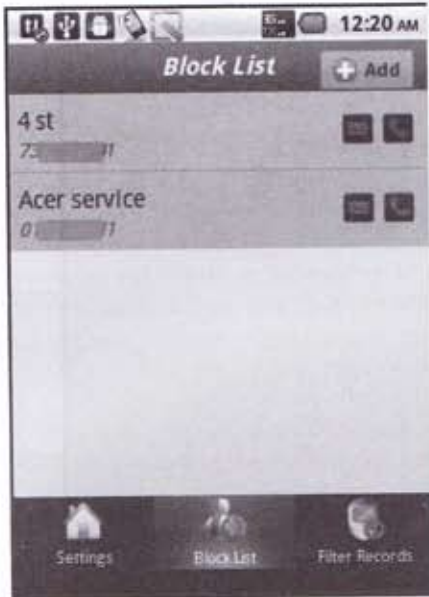 12:20 AM
Block List
Add
4 st
Acer service
Settings
Block List
Filter Records